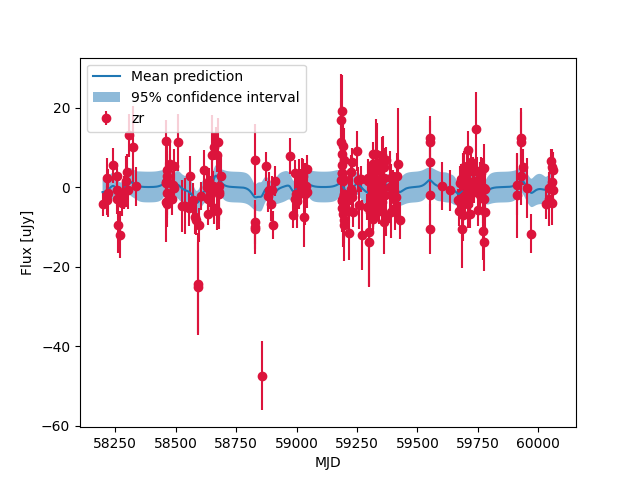 Mean prediction
95% confidence interval
zr
20
0
−20
−40
−60
Flux [uJy]
58250 58500 58750 59000 59250 59500 59750 60000
MJD